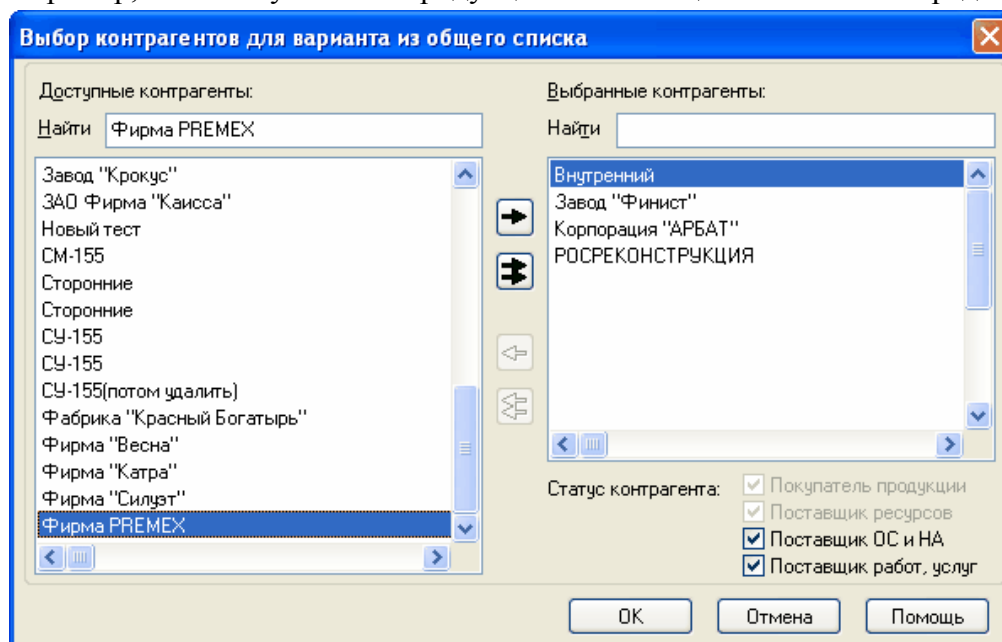 Выбор контрагентов для варианта из общего списка
Доступные контрагенты:
Найти Фирма PREMEX
Завод "Крокус"
ЗАО Фирма "Каисса"
Новый тест
СМ-155
Сторонние
Сторонние
СУ-155
СУ-155
СУ-155(потом удалить)
Фабрика "Красный Богатырь"
Фирма "Весна"
Фирма "Катра"
Фирма "Силуэт"
Фирма PREMEX
Выбранные контрагенты:
Найти
Внутренний
Завод "Финист"
Корпорация "АРБАТ"
РОСРЕКОНСТРУКЦИЯ
Статус контрагента:
Покупатель продукции
Поставщик ресурсов
Поставщик ОС и НА
Поставщик работ, услуг
OK
Отмена
Помощь